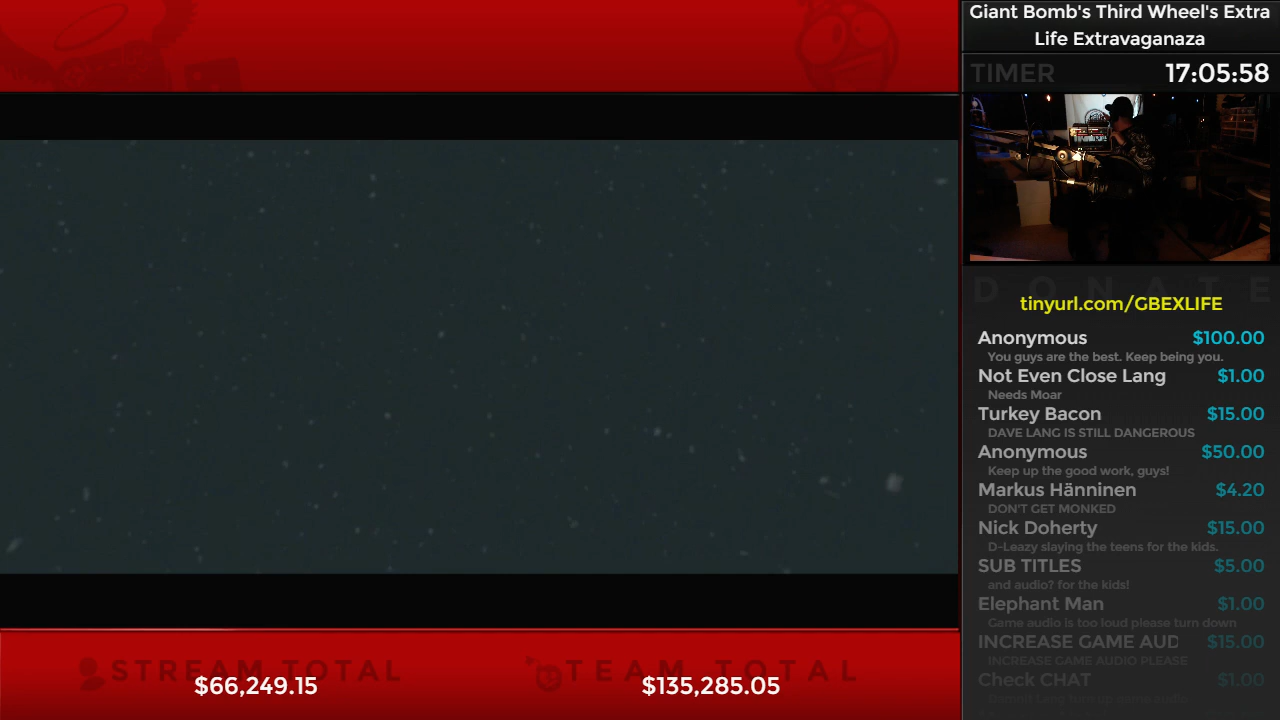 Giant Bomb's Third Wheel's Extra
Life Extravaganaza
TIMER
17:05:58
DONATE
tinyurl.com/GBEXLIFE
Anonymous $100.00
You guys are the best. Keep being you.
Not Even Close Lang $1.00
Needs Moar
Turkey Bacon $15.00
DAVE LANG IS STILL DANGEROUS
Anonymous $50.00
Keep up the good work, guys!
Markus Hänninen $4.20
DON'T GET MONKED
Nick Doherty $15.00
D-Leazy slaying the teens for the kids.
SUB TITLES $5.00
and audio? for the kids!
Elephant Man $1.00
Game audio is too loud please turn down
INCREASE GAME AUD $15.00
INCREASE GAME AUDIO PLEASE
Check CHAT $1.00
Dammit Lang turn up game audio
STREAM TOTAL
$66,249.15
TEAM TOTAL
$135,285.05